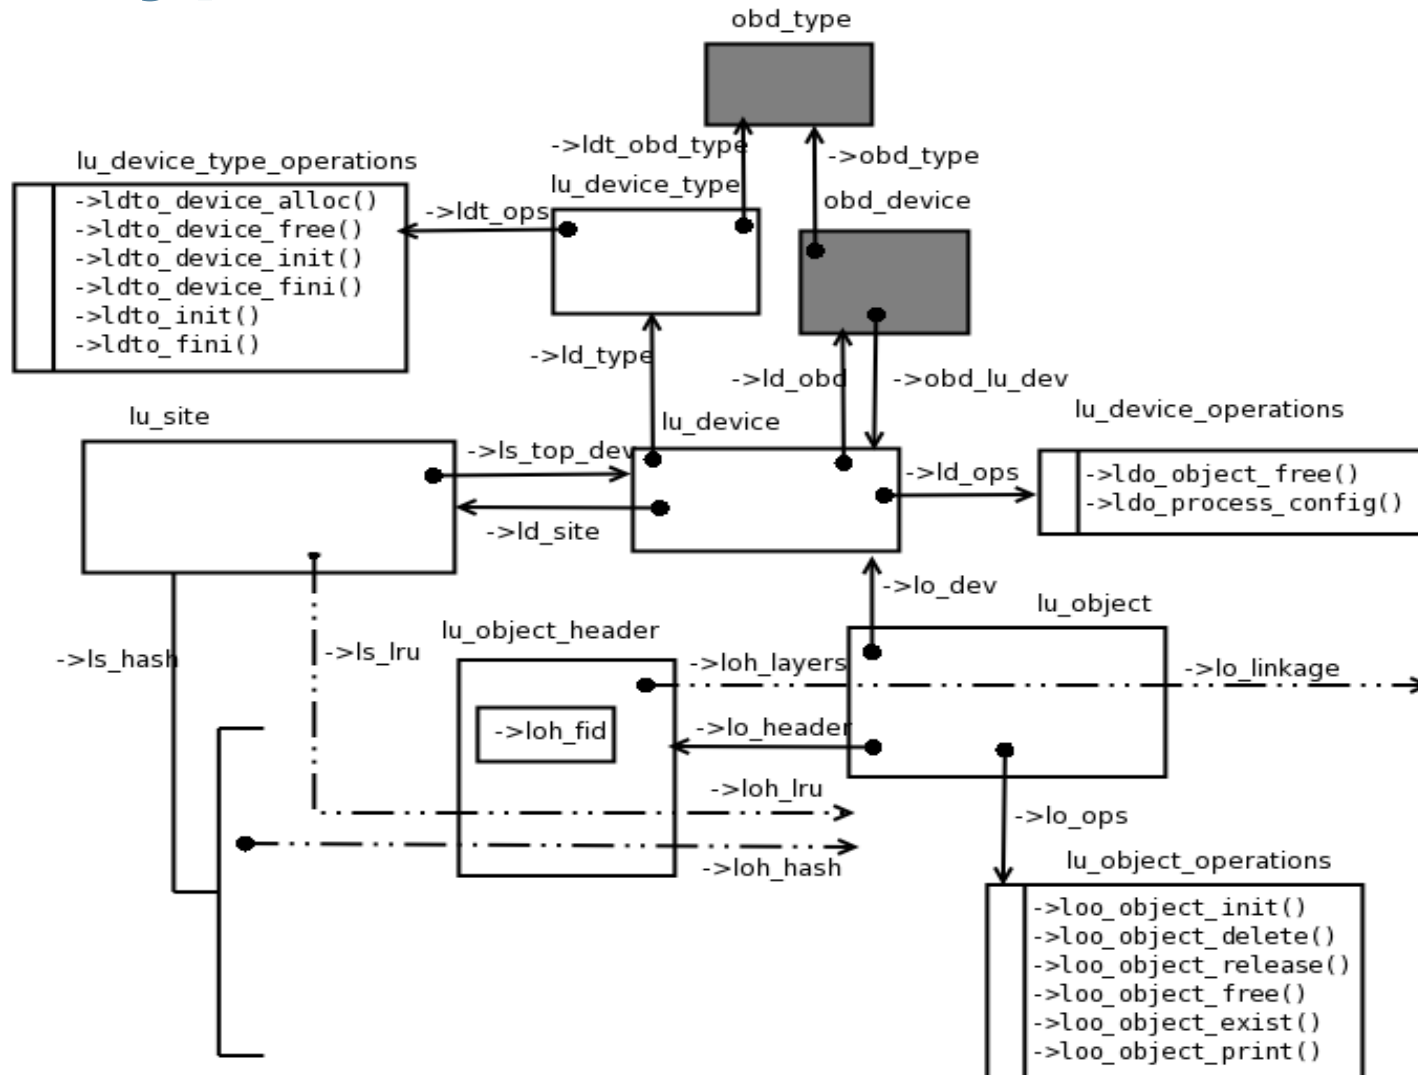 obd_type
->ldt_obd_type
->obd_type
lu_device_type_operations
lu_device_type
obd_device
->ldto_device_alloc()
->ldto_device_free()
->ldto_device_init()
->ldto_device_fini()
->ldto_init()
->ldto_fini()
->ldt_ops
->ld_type
->ld_obd
->obd_lu_dev
lu_site
lu_device
lu_device_operations
->ls_top_dev
->ld_ops
->ldo_object_free()
->ldo_process_config()
->ld_site
->lo_dev
lu_object_header
lu_object
->ls_hash
->ls_lru
->loh_layers
->lo_linkage
->loh_fid
->lo_header
->loh_lru
->lo_ops
->loh_hash
lu_object_operations
->loo_object_init()
->loo_object_delete()
->loo_object_release()
->loo_object_free()
->loo_object_exist()
->loo_object_print()